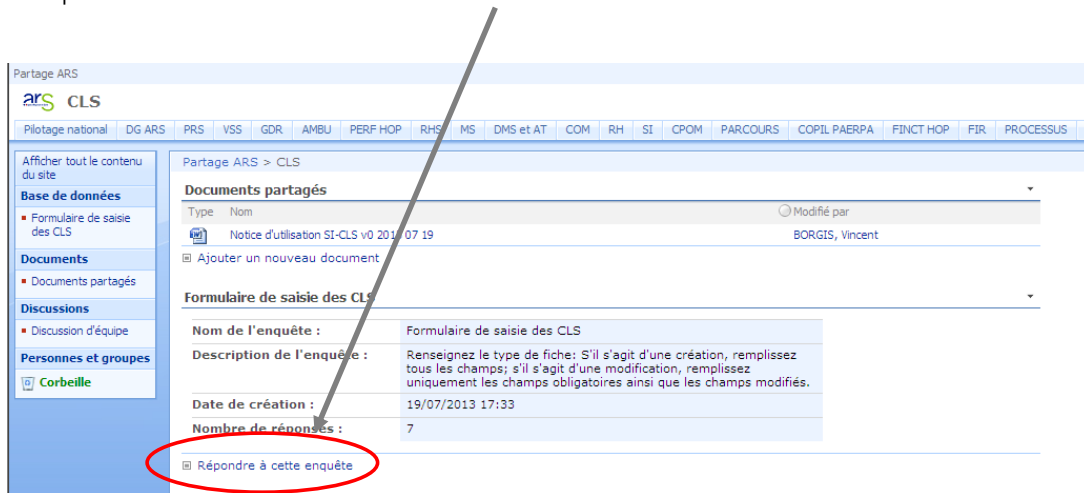 Partage ARS
ars CLS
Pilotage national DG ARS PRS VSS GDR AMBU PERF HOP RHS MS DMS et AT COM RH SI CPOM PARCOURS COPIL PAERPA FINCT HOP FIR PROCESSUS
Afficher tout le contenu
du site
Base de données
Formulaire de saisie
des CLS
Documents
Documents partagés
Discussions
Discussion d'équipe
Personnes et groupes
Corbeille
Partage ARS > CLS
Documents partagés
Type Nom Modifié par
Notice d'utilisation SI-CLS v0 07 19 BORGIS, Vincent
Ajouter un nouveau document
Formulaire de saisie des CLS
Nom de l'enquête : Formulaire de saisie des CLS
Description de l'enquête : Renseignez le type de fiche: S'il s'agit d'une création, remplissez
tous les champs; s'il s'agit d'une modification, remplissez
uniquement les champs obligatoires ainsi que les champs modifiés.
Date de création : 19/07/2013 17:33
Nombre de réponses : 7
Répondre à cette enquête